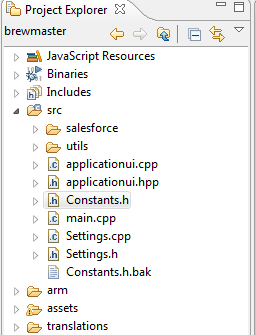 Project Explorer
brewmaster
JavaScript Resources
Binaries
Includes
src
salesforce
utils
applicationui.cpp
applicationui.hpp
Constants.h
main.cpp
Settings.cpp
Settings.h
Constants.h.bak
arm
assets
translations